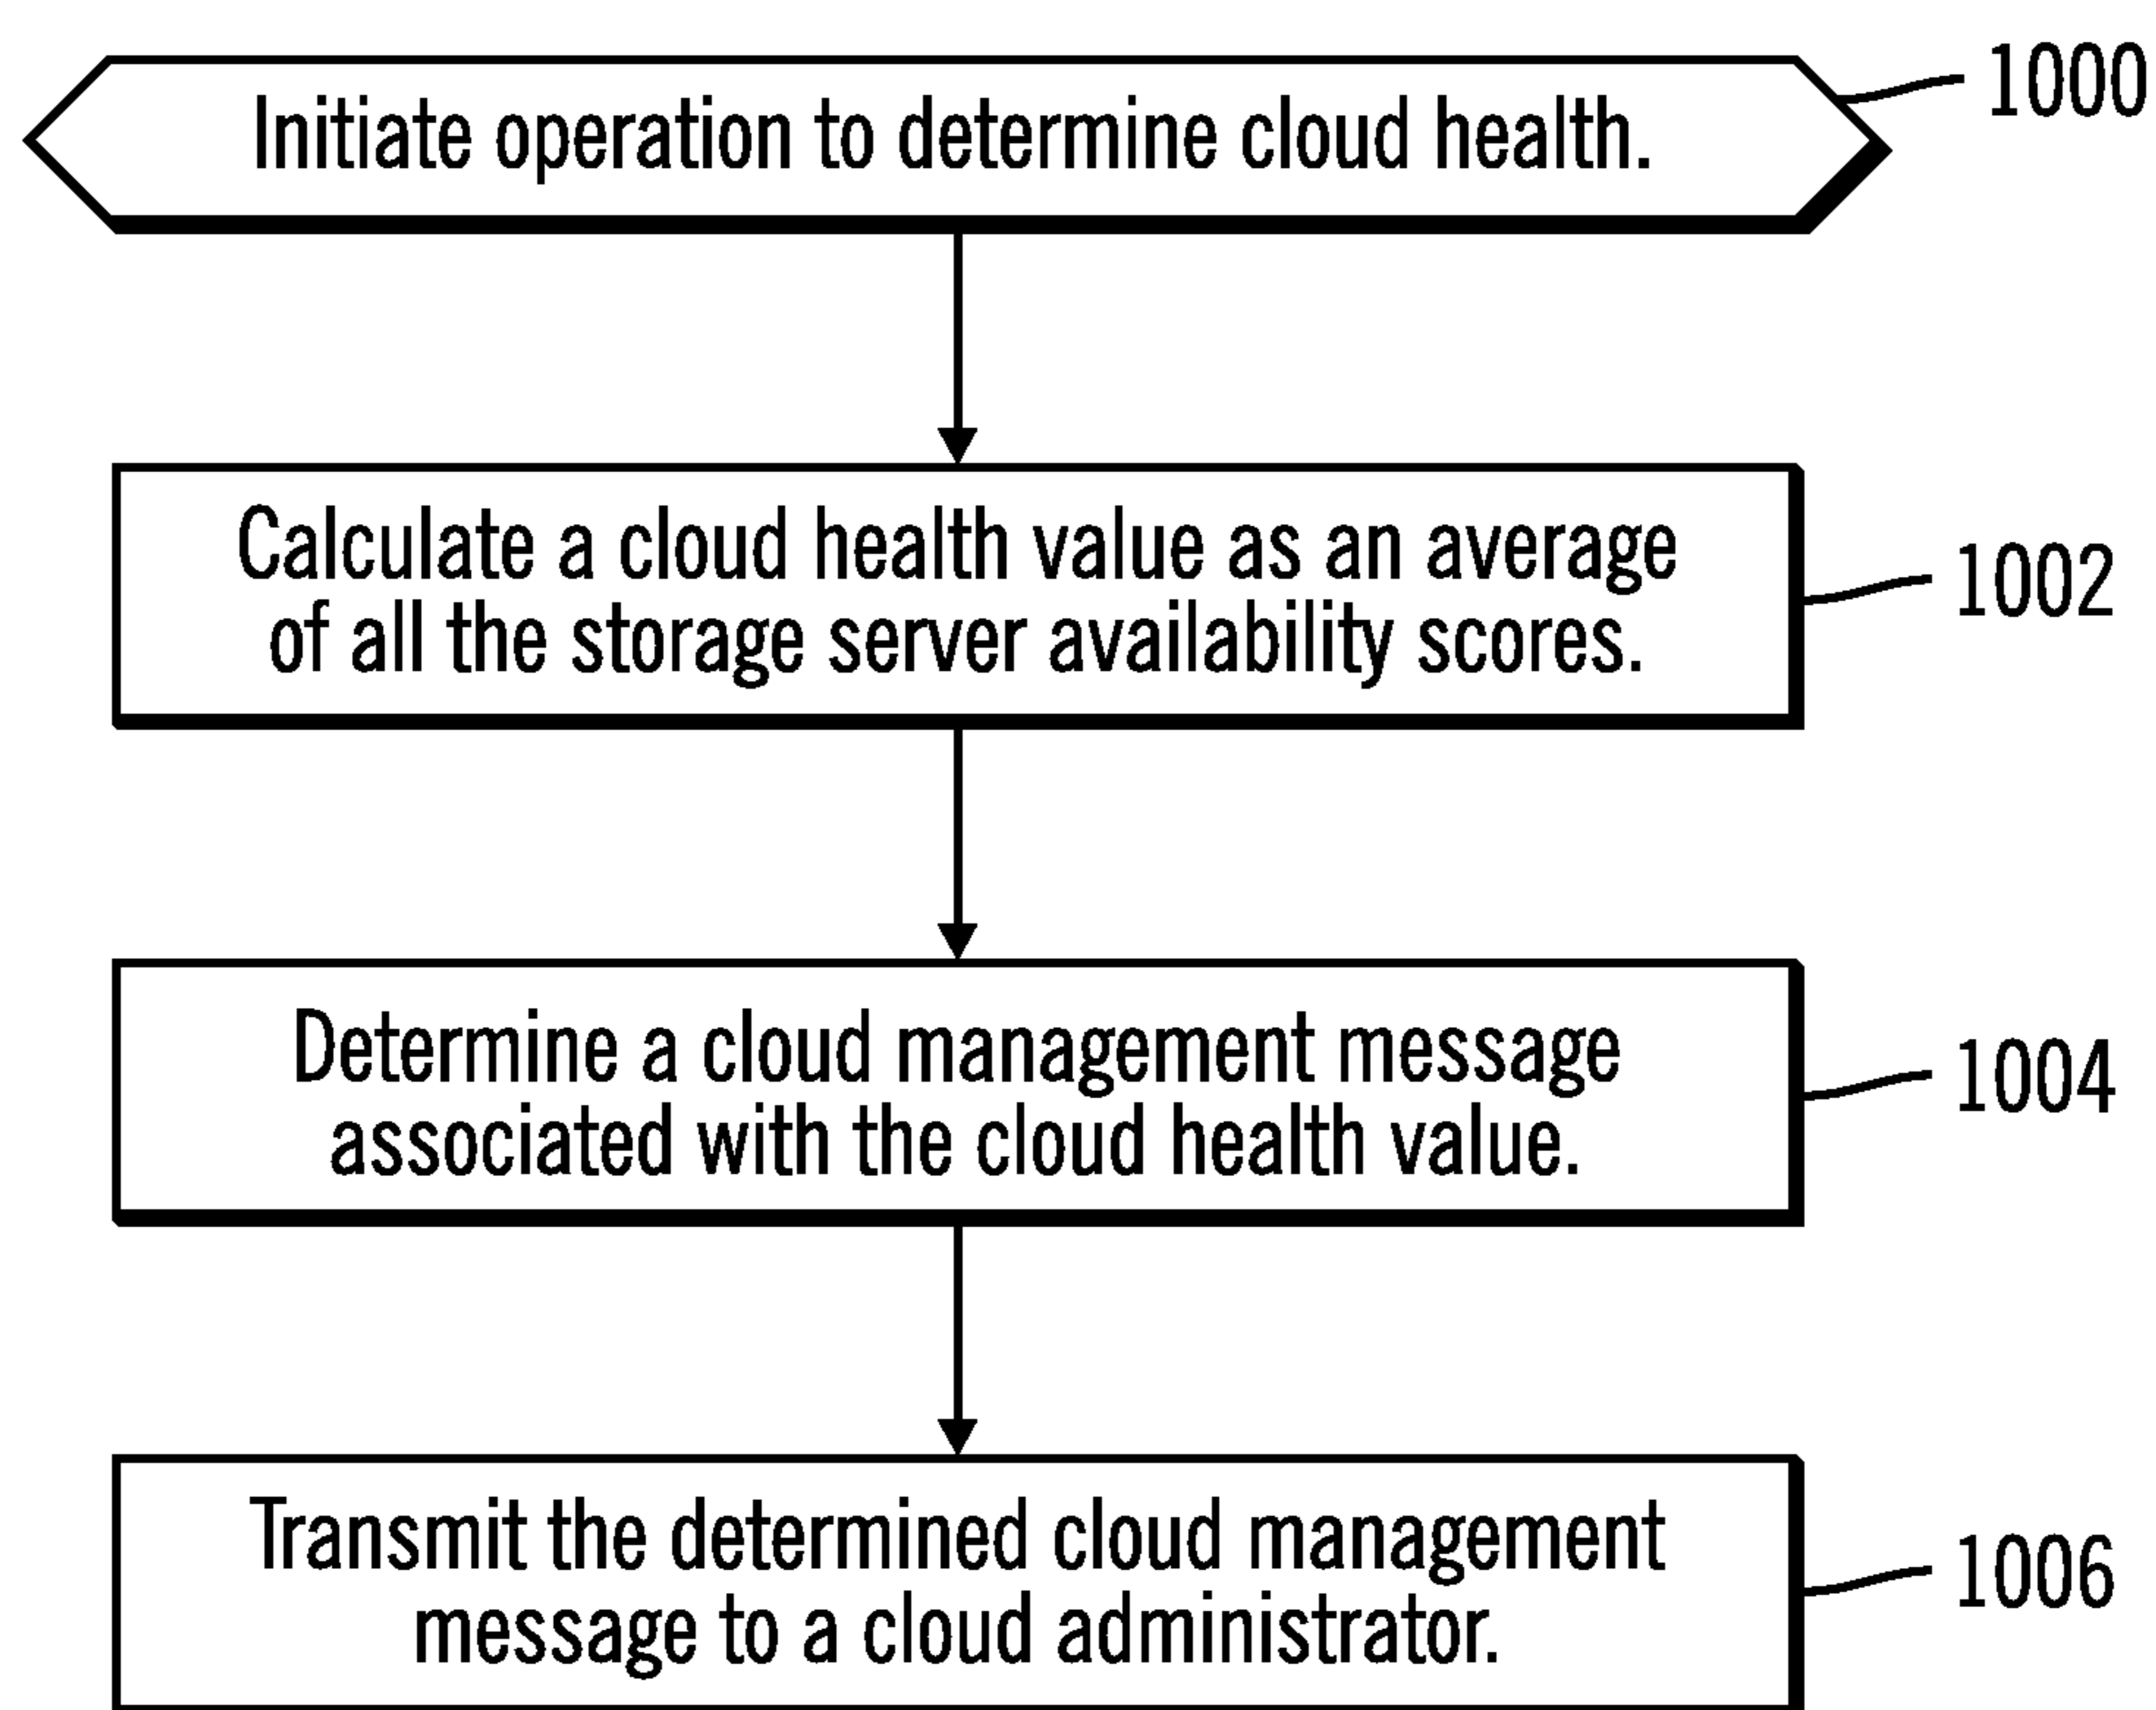 Initiate operation to determine cloud health.
1000
Calculate a cloud health value as an average
of all the storage server availability scores.
1002
Determine a cloud management message
associated with the cloud health value.
1004
Transmit the determined cloud management
message to a cloud administrator.
1006